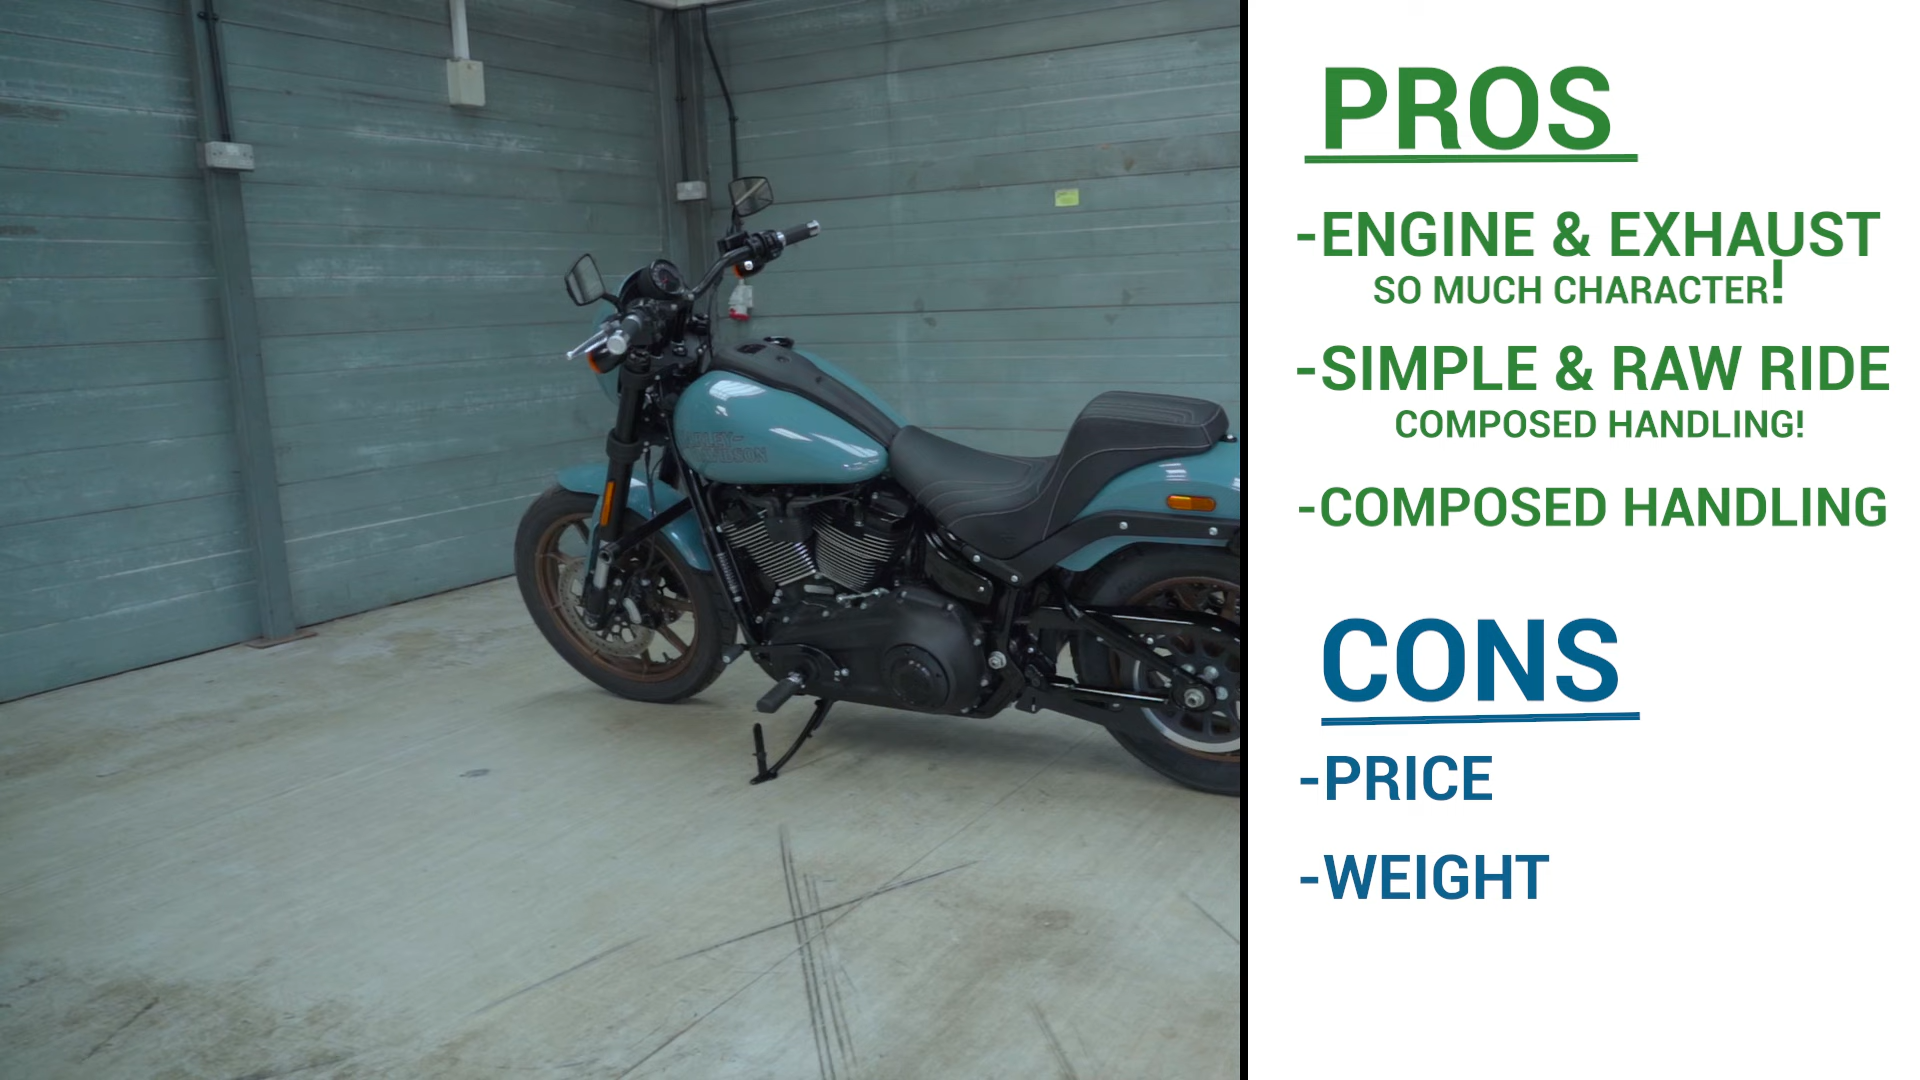 PROS
-ENGINE & EXHAUST
SO MUCH CHARACTER!
-SIMPLE & RAW RIDE
COMPOSED HANDLING!
-COMPOSED HANDLING
CONS
-PRICE
-WEIGHT